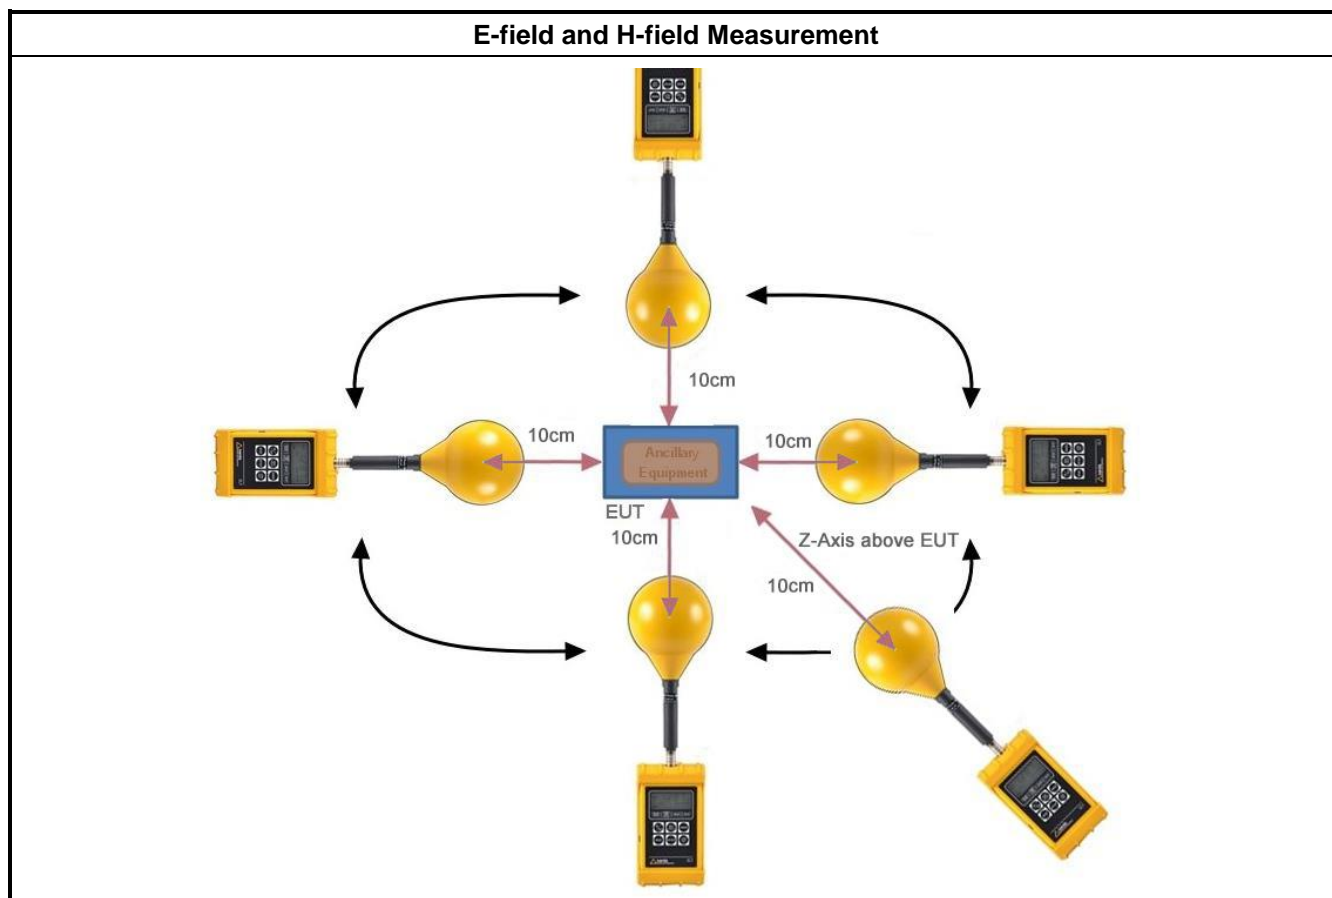 E-field and H-field Measurement
10cm
10cm
10cm
Ancillary
Equipment
EUT
10cm
Z-Axis above EUT
10cm